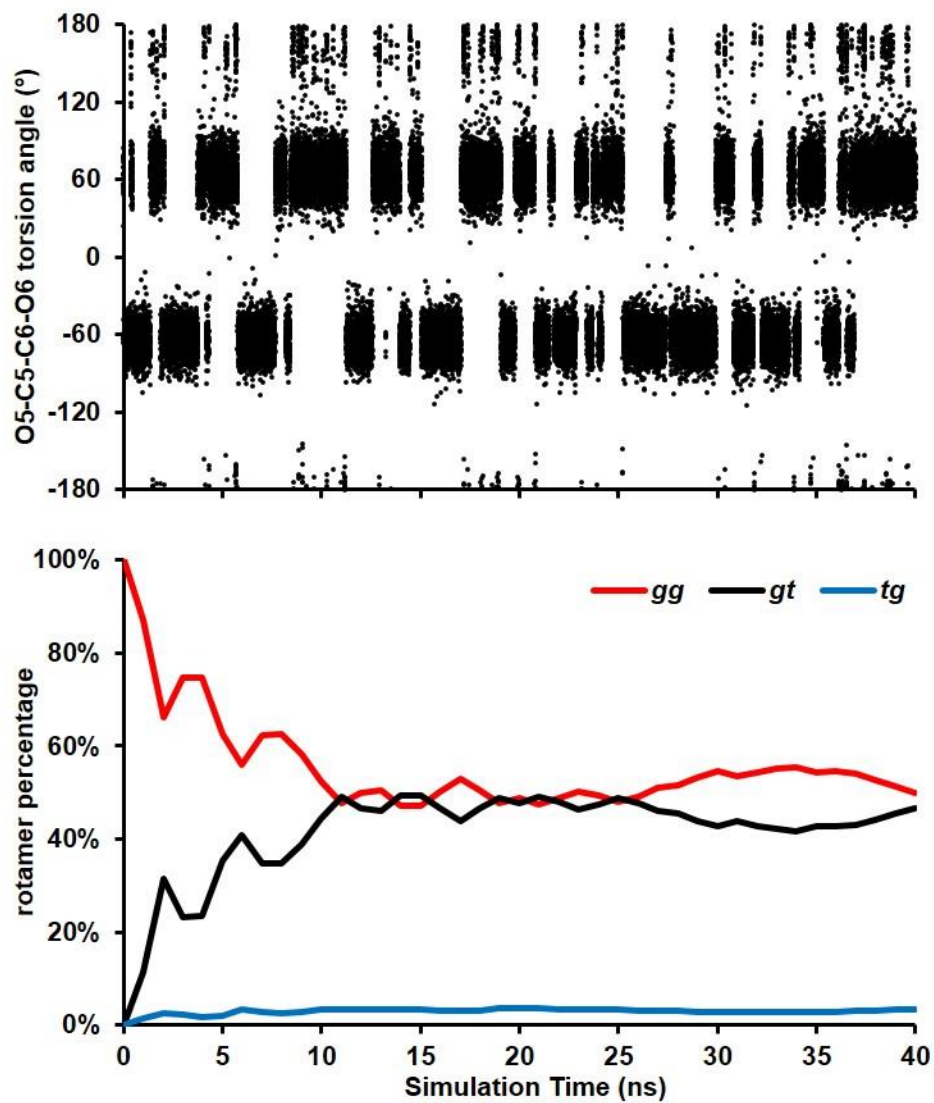 O5-C5-C6-O6 torsion angle (°)
180
120
60
0
-60
-120
-180
rotamer percentage
100%
80%
60%
40%
20%
0%
gg gt tg
0 5 10 15 20 25 30 35 40
Simulation Time (ns)